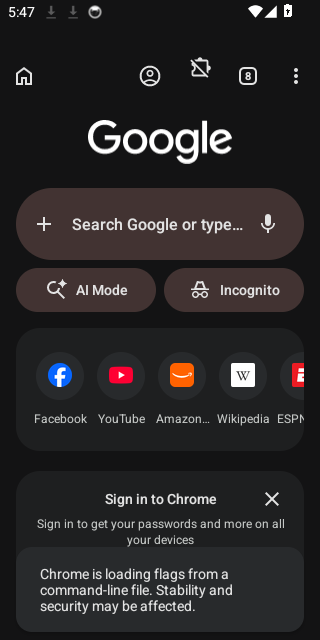 5:47
8
Google
Search Google or type…
AI Mode
Incognito
Facebook
YouTube
Amazon…
W
Wikipedia
ESPN
Sign in to Chrome
Sign in to get your passwords and more on all
your devices
Chrome is loading flags from a
command-line file. Stability and
security may be affected.